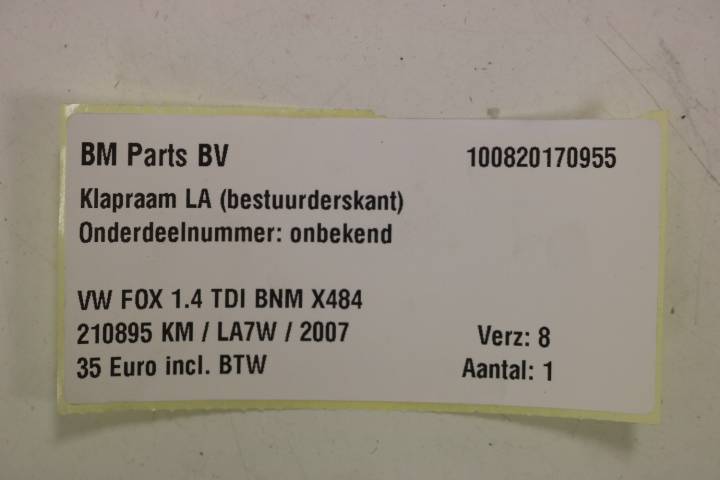 BM Parts BV 100820170955
Klapraam LA (bestuurderskant)
Onderdeelnummer: onbekend
VW FOX 1.4 TDI BNM X484
210895 KM / LA7W / 2007 Verz: 8
35 Euro incl. BTW Aantal: 1